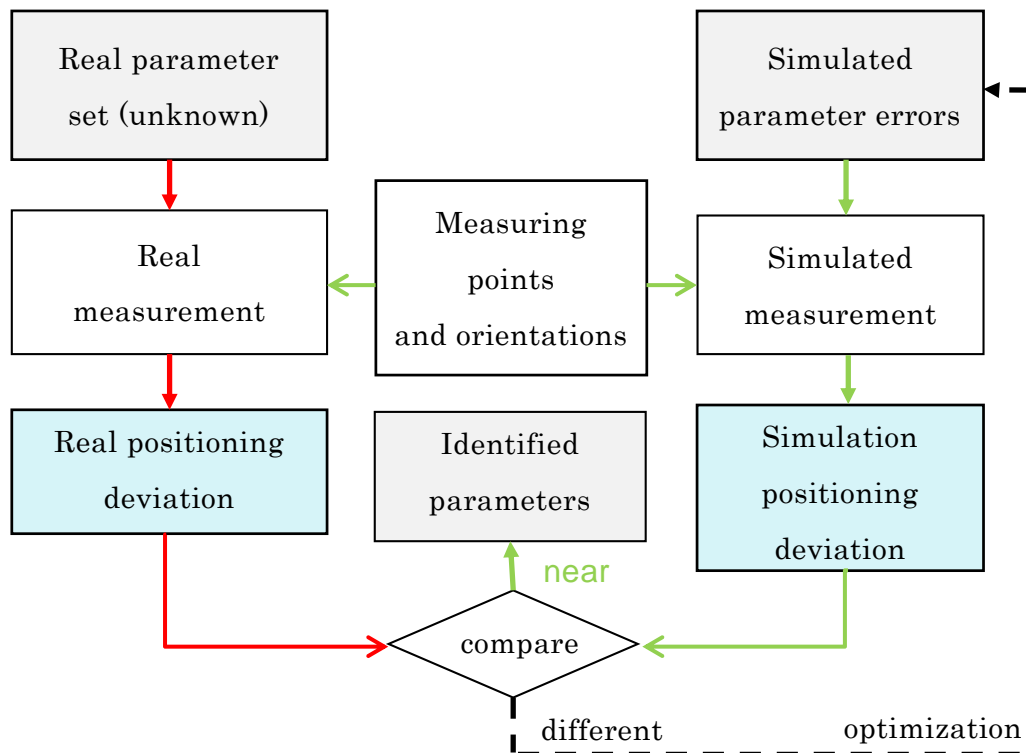 Real parameter
set (unknown)
Simulated
parameter errors
Measuring
points
and orientations
Real
measurement
Simulated
measurement
Real positioning
deviation
Identified
parameters
Simulation
positioning
deviation
near
compare
different
optimization